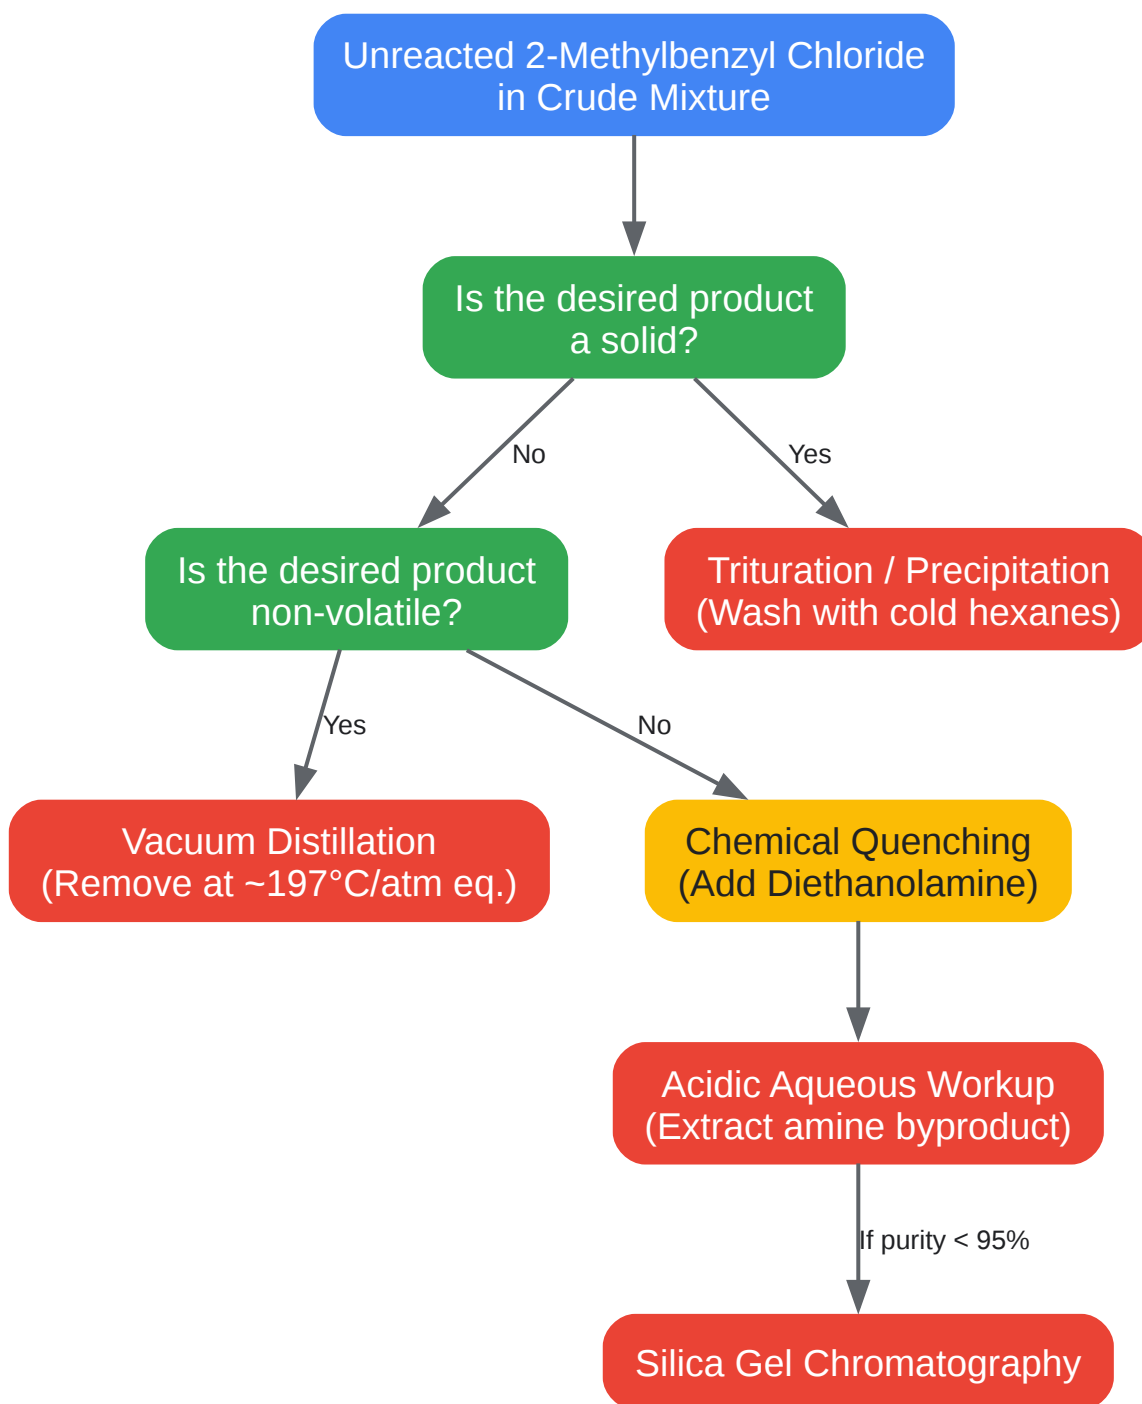 Unreacted 2-Methylbenzyl Chloride
in Crude Mixture
Is the desired product
a solid?
No
Yes
Is the desired product
non-volatile?
Trituration / Precipitation
(Wash with cold hexanes)
Yes
No
Vacuum Distillation
(Remove at ~197°C/atm eq.)
Chemical Quenching
(Add Diethanolamine)
Acidic Aqueous Workup
(Extract amine byproduct)
If purity < 95%
Silica Gel Chromatography